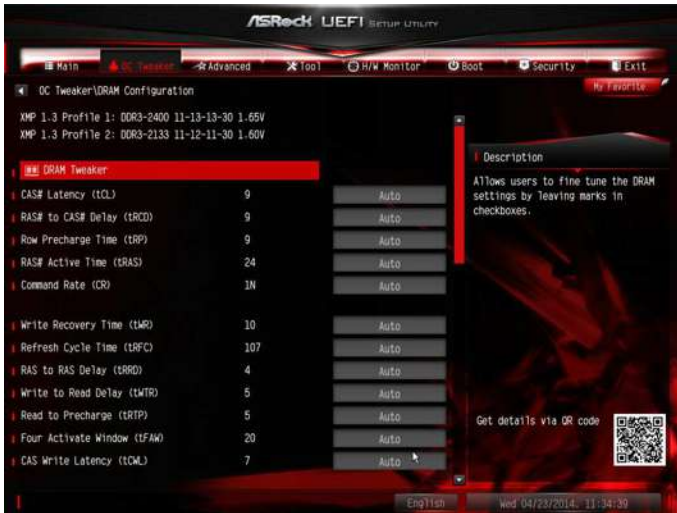 ASRock UEFI SETUP UTILITY
Main OC Tweaker Advanced Tool H/W Monitor Boot Security Exit
My Favorite
OC Tweaker\DRAM Configuration
XMP 1.3 Profile 1: DDR3-2400 11-13-13-30 1.65V
XMP 1.3 Profile 2: DDR3-2133 11-12-11-30 1.60V
DRAM Tweaker
CAS# Latency (tCL) 9 Auto
RAS# to CAS# Delay (tRCD) 9 Auto
Row Precharge Time (tRP) 9 Auto
RAS# Active Time (tRAS) 24 Auto
Command Rate (CR) 1N Auto
Write Recovery Time (tWR) 10 Auto
Refresh Cycle Time (tRFC) 107 Auto
RAS to RAS Delay (tRRD) 4 Auto
Write to Read Delay (tWTR) 5 Auto
Read to Precharge (tRTP) 5 Auto
Four Activate Window (tFAW) 20 Auto
CAS Write Latency (tCWL) 7 Auto
Description
Allows users to fine tune the DRAM
settings by leaving marks in
checkboxes.
Get details via QR code
English Wed 04/23/2014, 11:34:39